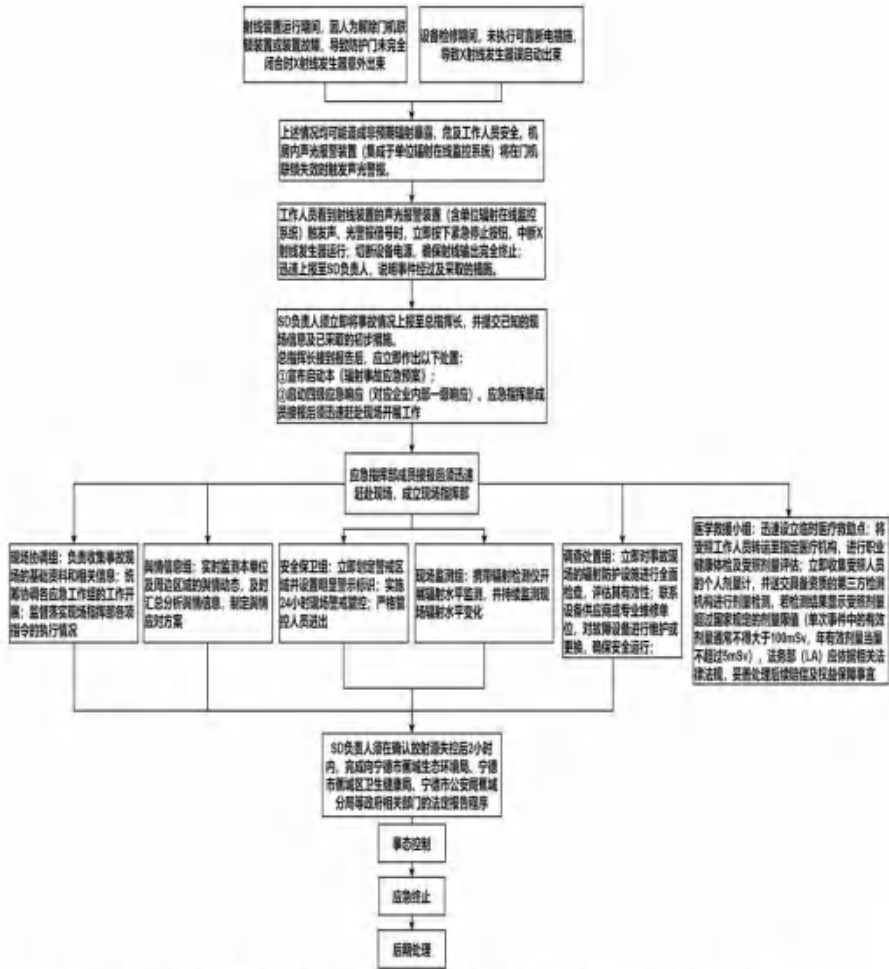 射线装置运行期间，因人为解除门机联
锁装置或装置故障，导致防护门未完全
闭合时X射线发生器意外出束
设备检修期间，未执行可靠断电措施，
导致X射线发生器误启动出束
上述情况均可能造成非预期辐射暴露，危及工作人员安全。机
房内声光报警装置（集成于单位辐射在线监控系统）将在门机
联锁失效时触发声光警报。
工作人员看到射线装置的声光报警装置（含单位辐射在线监控
系统）触发声、光警报信号时，立即按下紧急停止按钮，中断X
射线发生器运行；切断设备电源，确保射线输出完全终止；
迅速上报至SD负责人，说明事件经过及采取的措施。
SD负责人须立即将事故情况上报至总指挥长，并提交已知的现
场信息及已采取的初步措施。
总指挥长接到报告后，应立即作出以下处置：
①宣布启动本《辐射事故应急预案》；
②启动四级应急响应（对应企业内部一级响应），应急指挥部成
员接报后须迅速赶赴现场开展工作
应急指挥部成员接报后须迅速
赶赴现场，成立现场指挥部
现场协调组：负责收集事故现
场的基础资料和相关信息；统
筹协调各应急工作组的工作开
展；监督落实现场指挥部各项
指令的执行情况
舆情信息组：实时监测本单位
及周边区域的舆情动态，及时
汇总分析舆情信息，制定舆情
应对方案
安全保卫组：立即划定警戒区
域并设置明显警示标识；实施
24小时现场警戒监控；严格管
控人员进出
现场监测组：携用辐射检测仪开
展辐射水平监测，并持续监测现
场辐射水平变化
调查处置组：立即对事故现
场的辐射防护设施进行全面
检查，评估其有效性；联系
设备供应商或专业维修单
位，对故障设备进行维护或
更换，确保安全运行；
医学救援小组：迅速设立临时医疗救助点；将
受照工作人员转运至指定医疗机构，进行职业
健康体检及受照剂量评估；立即收集受照人员
的个人剂量计，并送交具备资质的第三方检测
机构进行剂量检测，若检测结果显示受照剂量
超过国家规定的剂量限值（单次事件中的有效
剂量通常不得大于100mSv，年有效剂量当量
不超过5mSv），法务部（LA）应依据相关法
律法规，妥善处理后续赔偿及权益保障事宜
SD负责人须在确认放射源失控后2小时
内，完成向宁德市蕉城生态环境局、宁德
市蕉城区卫生健康局、宁德市公安局蕉城
分局等政府相关部门的法定报告程序
事态控制
应急终止
后期处理